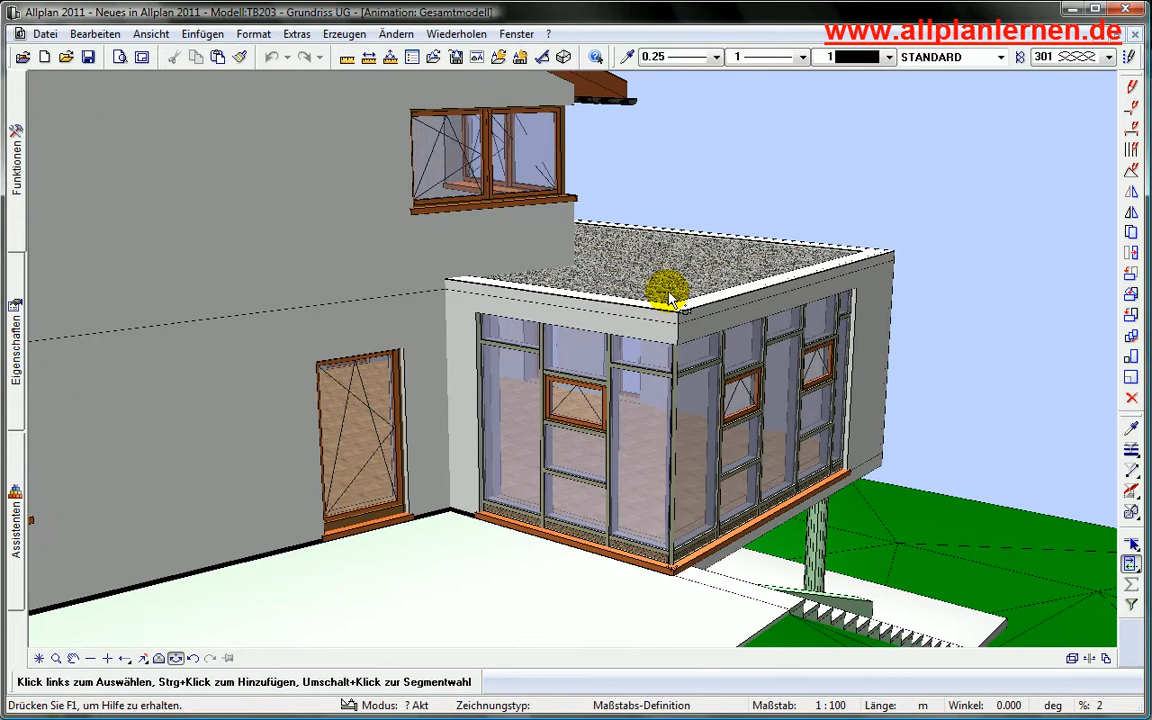 Allplan 2011 - Neues in Allplan 2011 - Modell:TB203 - Grundriss UG - [Animation: Gesamtmodell]
Datei Bearbeiten Ansicht Einfügen Format Extras Erzeugen Ändern Wiederholen Fenster ?
www.allplanlernen.de
0.25 1 1 STANDARD 301
Funktionen
Eigenschaften
Assistenten
Klick links zum Auswählen, Strg+Klick zum Hinzufügen, Umschalt+Klick zur Segmentwahl
Drücken Sie F1, um Hilfe zu erhalten. Modus: ? Akt Zeichnungstyp: Maßstabs-Definition Maßstab: 1 : 100 Länge: m Winkel: 0.000 deg %: 2